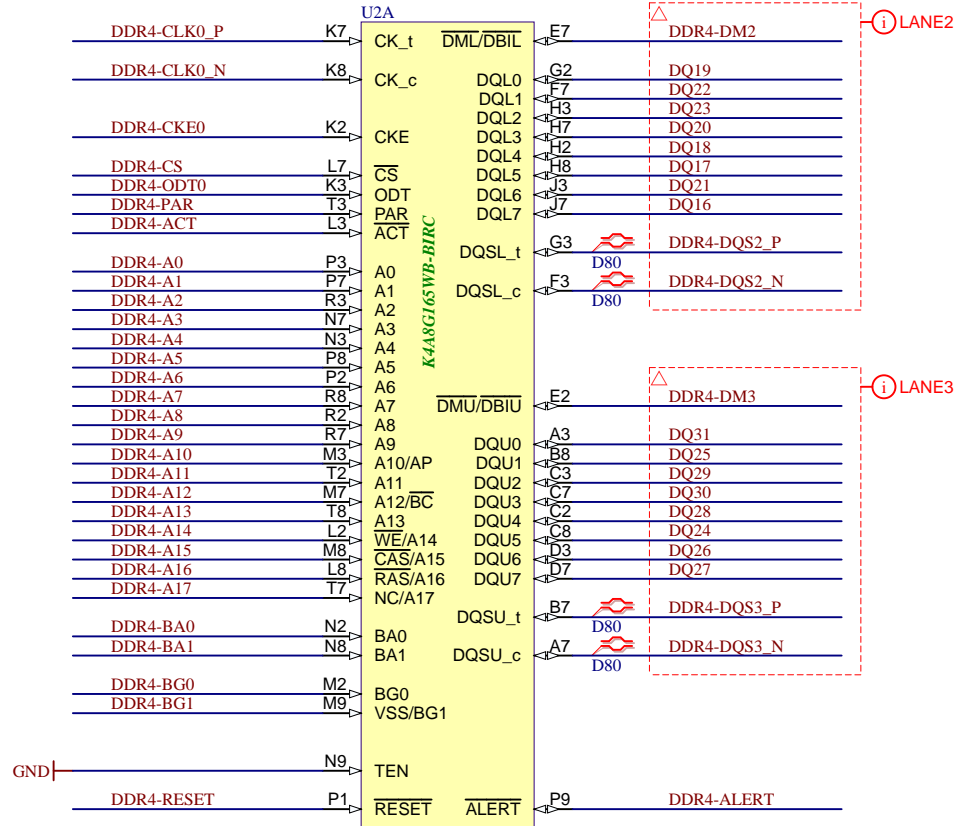 U2A
DDR4-CLK0_P K7 CK_t DML/DBIL E7 DDR4-DM2 LANE2
DDR4-CLK0_N K8 CK_c DQL0 G2 DQ19
DQL1 F7 DQ22
DQL2 H3 DQ23
DDR4-CKE0 K2 CKE DQL3 H7 DQ20
DQL4 H2 DQ18
DDR4-CS L7 CS DQL5 H8 DQ17
DDR4-ODT0 K3 ODT DQL6 J3 DQ21
DDR4-PAR T3 PAR DQL7 J7 DQ16
DDR4-ACT L3 ACT
DQSL_t G3 D80 DDR4-DQS2_P
DDR4-A0 P3 A0
DDR4-A1 P7 A1 DQSL_c F3 D80 DDR4-DQS2_N
DDR4-A2 R3 A2
DDR4-A3 N7 A3
K4A8G165WB-BIRC
DDR4-A4 N3 A4
DDR4-A5 P8 A5
DDR4-A6 P2 A6
DDR4-A7 R8 A7 DMU/DBIU E2 DDR4-DM3 LANE3
DDR4-A8 R2 A8
DDR4-A9 R7 A9 DQU0 A3 DQ31
DDR4-A10 M3 A10/AP DQU1 B8 DQ25
DDR4-A11 T2 A11 DQU2 C3 DQ29
DDR4-A12 M7 A12/BC DQU3 C7 DQ30
DDR4-A13 T8 A13 DQU4 C2 DQ28
DDR4-A14 L2 WE/A14 DQU5 C8 DQ24
DDR4-A15 M8 CAS/A15 DQU6 D3 DQ26
DDR4-A16 L8 RAS/A16 DQU7 D7 DQ27
DDR4-A17 T7 NC/A17
DQSU_t B7 D80 DDR4-DQS3_P
DDR4-BA0 N2 BA0
DDR4-BA1 N8 BA1 DQSU_c A7 D80 DDR4-DQS3_N
DDR4-BG0 M2 BG0
DDR4-BG1 M9 VSS/BG1
GND N9 TEN
DDR4-RESET P1 RESET ALERT P9 DDR4-ALERT